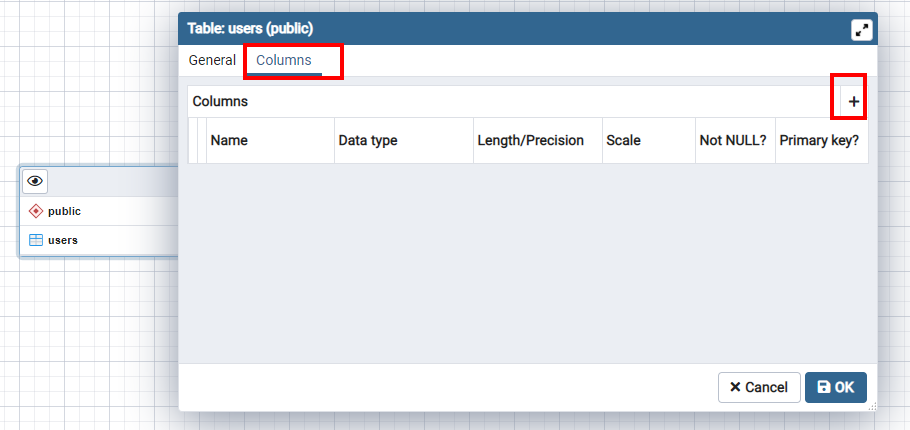 Table: users (public)
General Columns
Columns
Name Data type Length/Precision Scale Not NULL? Primary key?
public
users
Cancel OK